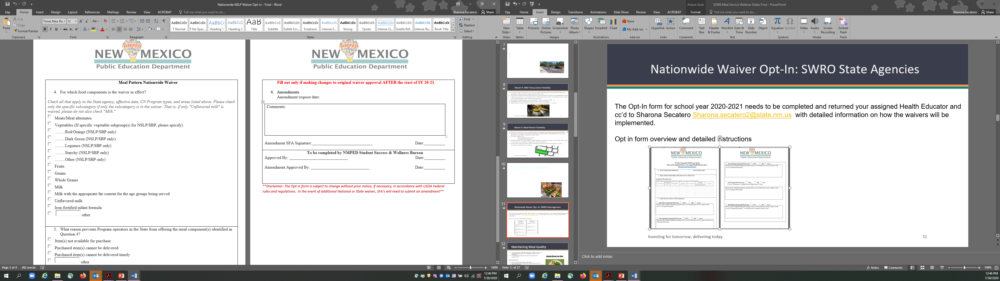 Nationwide NSLP Waiver Opt-In - Final - Word
File Home Insert Design Layout References Mailings Review View ACROBAT Tell me what you want to do...
Sharona Secatero Share
Paste
Cut
Copy
Format Painter
Clipboard
Times New Ro 12
Font
Paragraph
¶ Normal ¶ No Spac... Heading 1 Heading 2 Title Subtitle Subtle Em... Emphasis Intense E... Strong Quote Intense Q... Subtle Ref... Intense Re... Book Title
Styles
Find
Replace
Select
Editing
NMPED
NEW MEXICO
Public Education Department
Meal Pattern Nationwide Waiver
4. For which food components is the waiver in effect?
Check all that apply to the State agency, effective date, CN Program types, and areas listed above. Please check
only the specific subcategory if only the subcategory is in the waiver. That is, if only "Unflavored milk" is
waived, please do not also check "Milk."
Meats/Meat alternates
Vegetables (If specific vegetable subgroup(s) for NSLP/SBP, please specify)
..........Red/Orange (NSLP/SBP only)
..........Dark Green (NSLP/SBP only)
..........Legumes (NSLP/SBP only)
..........Starchy (NSLP/SBP only)
..........Other (NSLP/SBP only)
Fruits
Grains
Whole Grains
Milk
Milk with the appropriate fat content for the age groups being served
Unflavored milk
Iron-fortified infant formula
other
5. What reason prevents Program operators in the State from offering the meal component(s) identified in
Question 4?
Item(s) not available for purchase
Purchased item(s) cannot be delivered
Purchased item(s) cannot be delivered timely
other
NMPED
NEW MEXICO
Public Education Department
Fill out only if making changes to original waiver approval AFTER the start of SY 20-21.
6. Amendments
Amendment request date:
Comments:
Amendment SFA Signature: Date:
To be completed by NMPED Student Success & Wellness Bureau
Approved By: Date:
Amendment Approved By: Date:
**Disclaimer: The Opt in form is subject to change without prior notice, if necessary, in accordance with USDA Federal
rules and regulations. In the event of additional National or State waiver, SFA's will need to submit an amendment**
Page 3 of 4 462 words
100%
12:46 PM
7/30/2020
SSWB Meal Service Webinar Slides Final - PowerPoint
Picture Tools
File Home Insert Design Transitions Animations Slide Show Review View ACROBAT Format Tell me what you want to do...
Sharona Secatero Share
New Slide
Slides
Table
Tables
Pictures
Online Pictures
Screenshot
Photo Album
Images
Shapes
SmartArt
Chart
Illustrations
Store
My Add-ins
Add-ins
Hyperlink
Action
Links
Comment
Comments
Text Box
Header & Footer
WordArt
Date & Time
Slide Number
Object
Text
Equation
Symbol
Symbols
Video
Audio
Screen Recording
Media
Embed Flash
Flash
7
8
Waiver 4: Offer Versus Serve Flexibility
9
Waiver 5: Meal Pattern Flexibility
10
11
Nationwide Waiver Opt-In: SWRO State Agencies
12
Maintaining Meal Quality
Quality Meals for Kids
Nationwide Waiver Opt-In: SWRO State Agencies
The Opt-In form for school year 2020-2021 needs to be completed and returned your assigned Health Educator and
cc'd to Sharona Secatero Sharona.secatero2@state.nm.us with detailed information on how the waivers will be
implemented.
Opt in form overview and detailed instructions
NEW MEXICO
Public Education Department
NEW MEXICO
Public Education Department
Investing for tomorrow, delivering today.
11
Click to add notes
Slide 11 of 27
Notes
Comments
109%
12:46 PM
7/30/2020